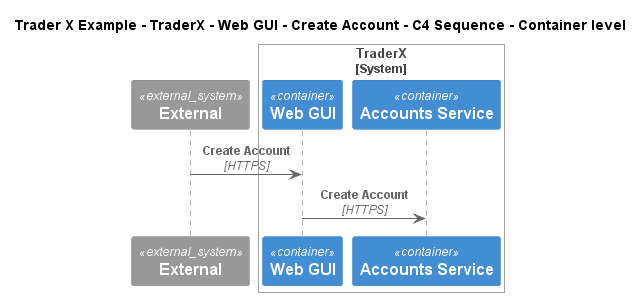 Trader X Example - TraderX - Web GUI - Create Account - C4 Sequence - Container level
TraderX
[System]
«external_system» «container» «container»
External Web GUI Accounts Service
Create Account
[HTTPS]
Create Account
[HTTPS]
«external_system» «container» «container»
External Web GUI Accounts Service